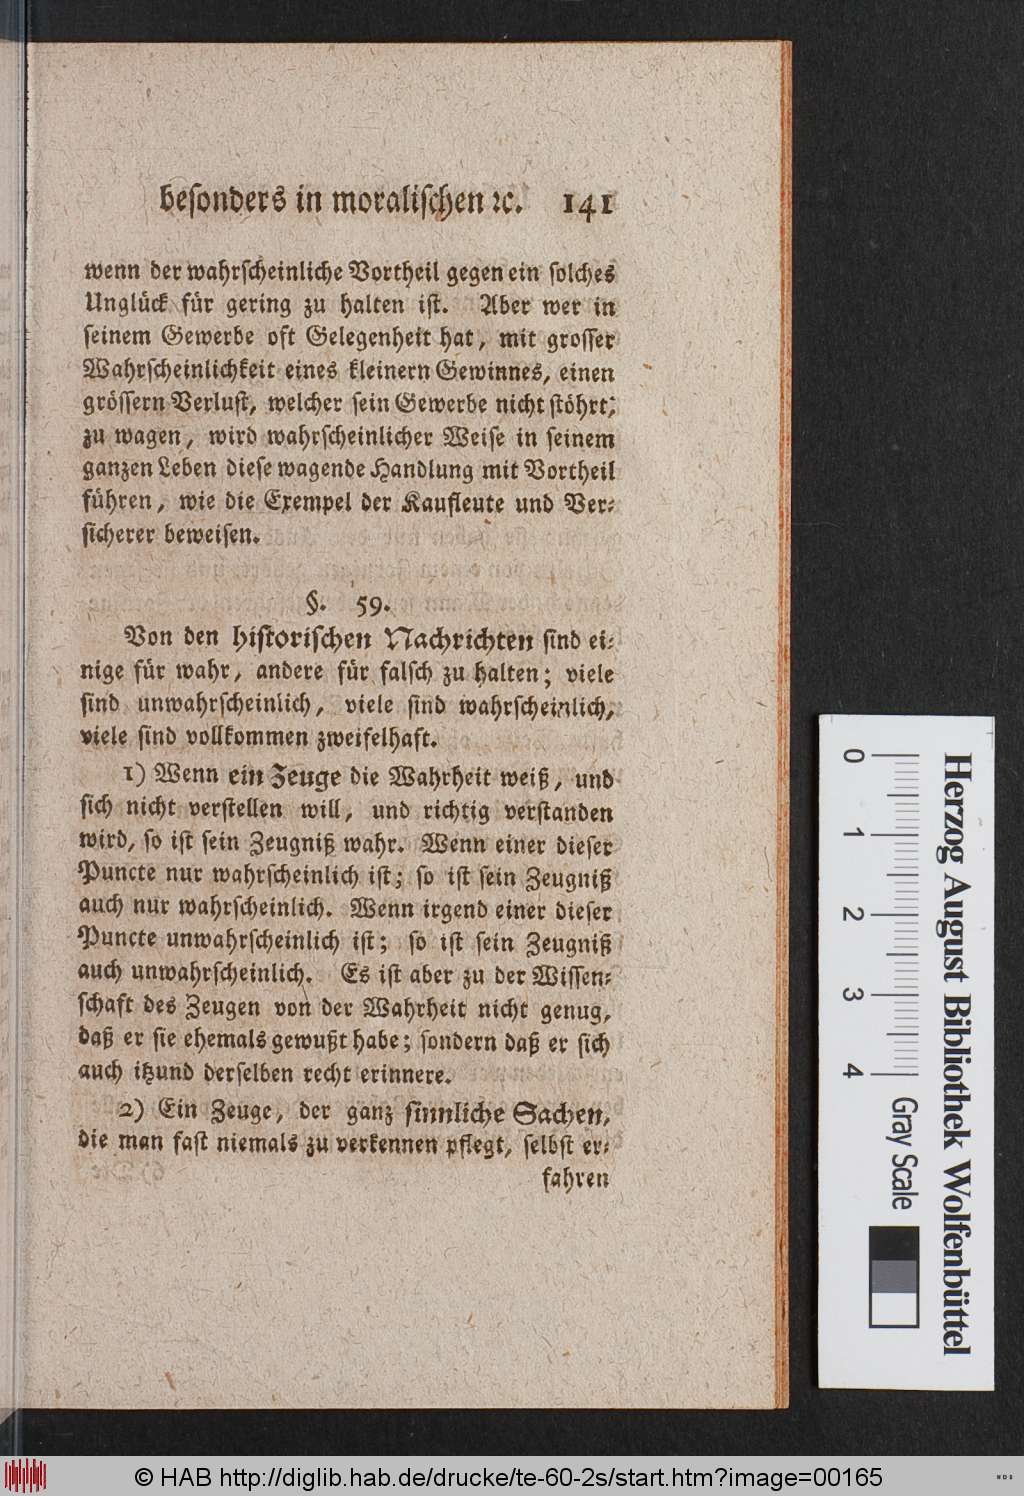 besonders in moralischen ꝛc. 141
wenn der wahrscheinliche Vortheil gegen ein solches
Unglück für gering zu halten ist. Aber wer in
seinem Gewerbe oft Gelegenheit hat, mit grosser
Wahrscheinlichkeit eines kleinern Gewinnes, einen
grössern Verlust, welcher sein Gewerbe nicht stöhrt,
zu wagen, wird wahrscheinlicher Weise in seinem
ganzen Leben diese wagende Handlung mit Vortheil
führen, wie die Exempel der Kaufleute und Ver-
sicherer beweisen.
§. 59.
Von den historischen Nachrichten sind ei-
nige für wahr, andere für falsch zu halten; viele
sind unwahrscheinlich, viele sind wahrscheinlich,
viele sind vollkommen zweifelhaft.
1) Wenn ein Zeuge die Wahrheit weiß, und
sich nicht verstellen will, und richtig verstanden
wird, so ist sein Zeugniß wahr. Wenn einer dieser
Puncte nur wahrscheinlich ist; so ist sein Zeugniß
auch nur wahrscheinlich. Wenn irgend einer dieser
Puncte unwahrscheinlich ist; so ist sein Zeugniß
auch unwahrscheinlich. Es ist aber zu der Wissen-
schaft des Zeugen von der Wahrheit nicht genug,
daß er sie ehemals gewußt habe; sondern daß er sich
auch itzund derselben recht erinnere.
2) Ein Zeuge, der ganz sinnliche Sachen,
die man fast niemals zu verkennen pflegt, selbst er-
fahren
Herzog August Bibliothek Wolfenbüttel
0 1 2 3 4 Gray Scale
© HAB http://diglib.hab.de/drucke/te-60-2s/start.htm?image=00165